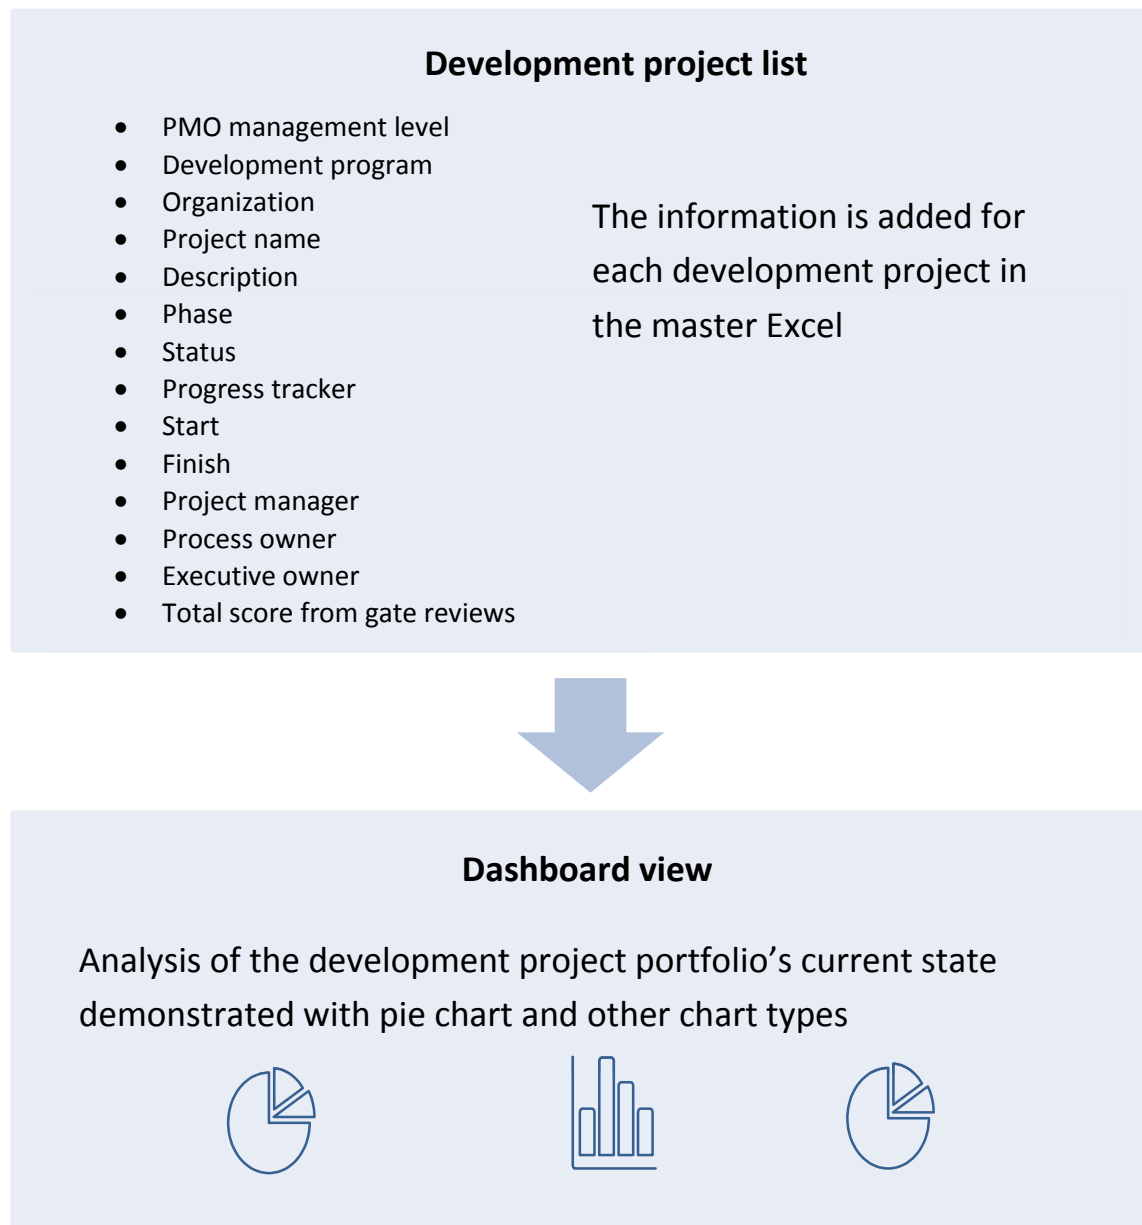 Development project list
• PMO management level
• Development program
• Organization
• Project name
• Description
• Phase
• Status
• Progress tracker
• Start
• Finish
• Project manager
• Process owner
• Executive owner
• Total score from gate reviews
The information is added for
each development project in
the master Excel
Dashboard view
Analysis of the development project portfolio’s current state
demonstrated with pie chart and other chart types